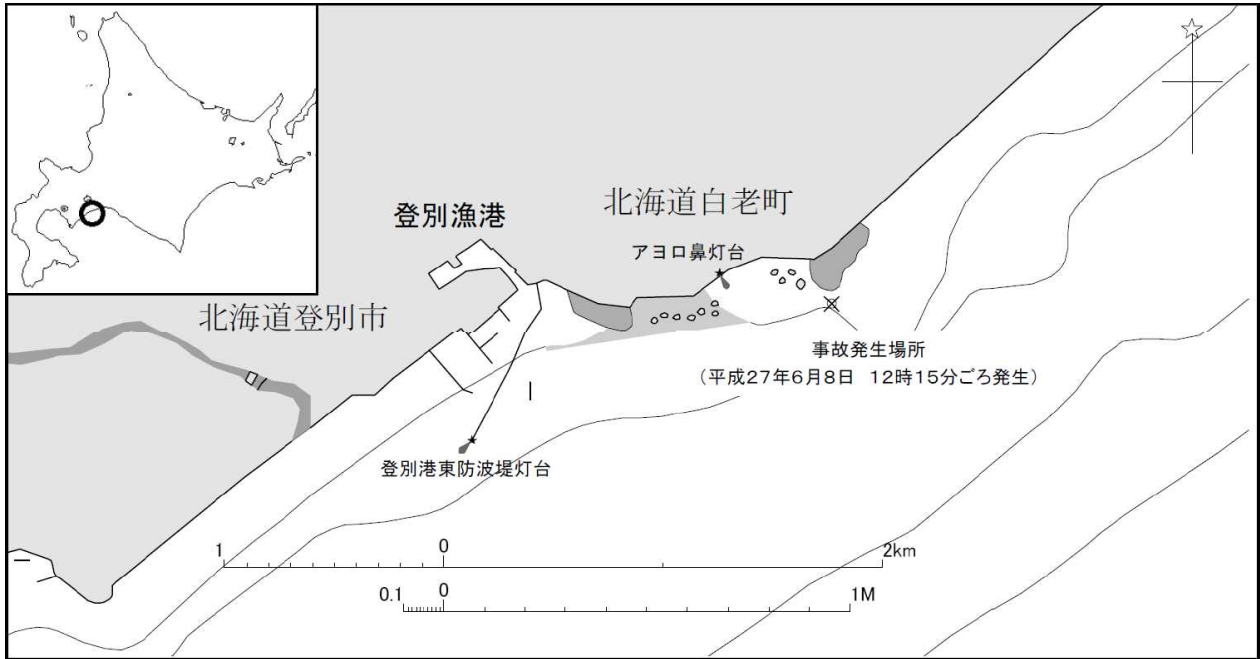 北海道白老町
登別漁港
アヨロ鼻灯台
北海道登別市
事故発生場所
(平成27年6月8日 12時15分ごろ発生)
登別港東防波堤灯台
1 0 2km
0.1 0 1M